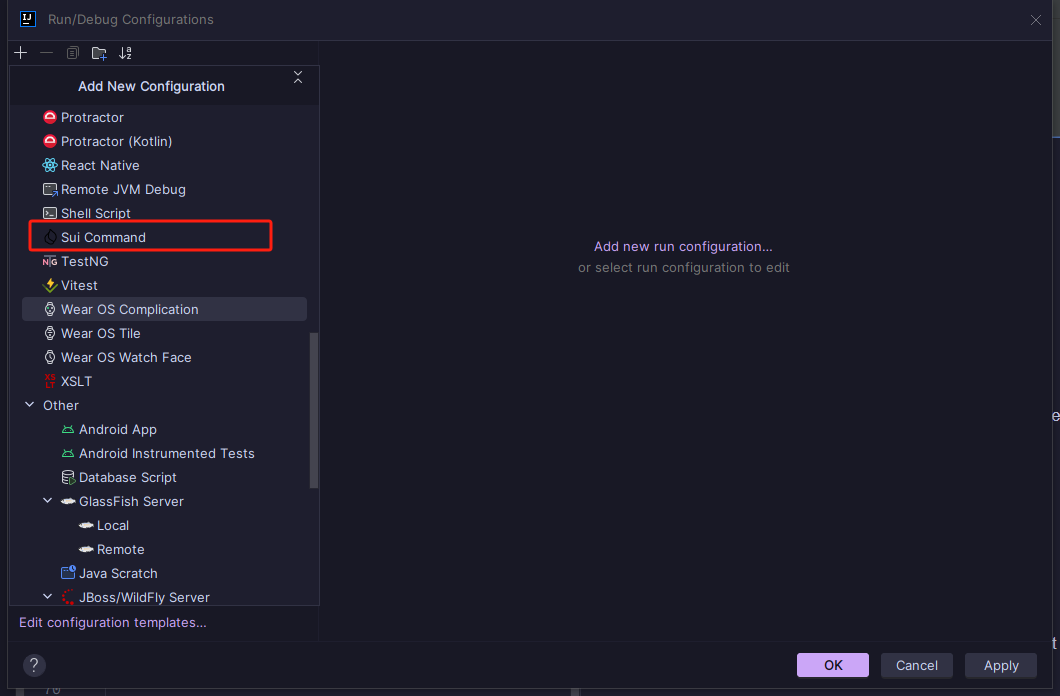 Run/Debug Configurations
Add New Configuration
Protractor
Protractor (Kotlin)
React Native
Remote JVM Debug
Shell Script
Sui Command
TestNG
Vitest
Wear OS Complication
Wear OS Tile
Wear OS Watch Face
XSLT
Other
Android App
Android Instrumented Tests
Database Script
GlassFish Server
Local
Remote
Java Scratch
JBoss/WildFly Server
Edit configuration templates...
Add new run configuration...
or select run configuration to edit
?
OK
Cancel
Apply
e
t
70